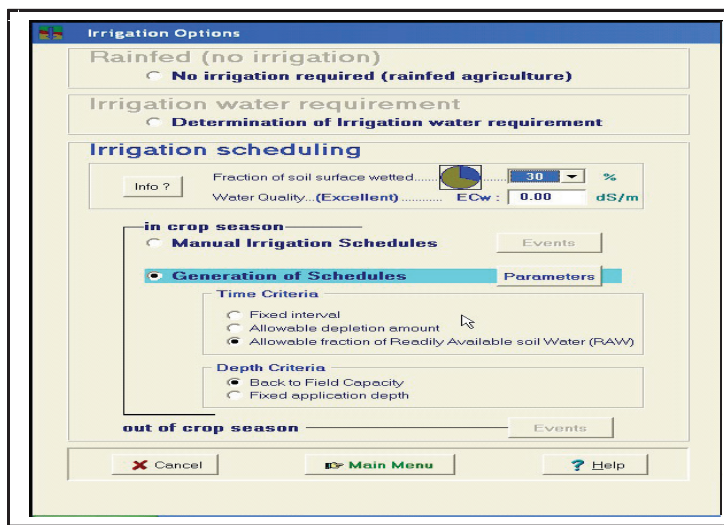 Irrigation Options
Rainfed (no irrigation)
No irrigation required (rainfed agriculture)
Irrigation water requirement
Determination of Irrigation water requirement
Irrigation scheduling
Info ?
Fraction of soil surface wetted...... ...... 30 %
Water Quality...(Excellent) .......... ECw : 0.00 dS/m
in crop season
Manual Irrigation Schedules Events
Generation of Schedules Parameters
Time Criteria
Fixed interval
Allowable depletion amount
Allowable fraction of Readily Available soil Water (RAW)
Depth Criteria
Back to Field Capacity
Fixed application depth
out of crop season Events
Cancel Main Menu ? Help